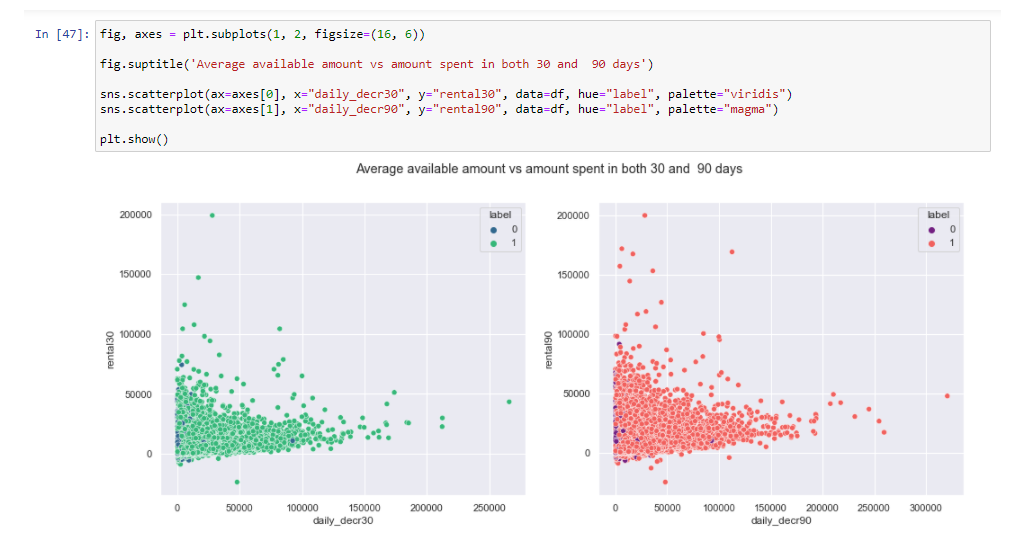 In [47]: fig, axes = plt.subplots(1, 2, figsize=(16, 6))
fig.suptitle('Average available amount vs amount spent in both 30 and  90 days')
sns.scatterplot(ax=axes[0], x="daily_decr30", y="rental30", data=df, hue="label", palette="viridis")
sns.scatterplot(ax=axes[1], x="daily_decr90", y="rental90", data=df, hue="label", palette="magma")
plt.show()
Average available amount vs amount spent in both 30 and  90 days
200000
150000
100000
50000
0
rental30
label
0
1
0
50000
100000
150000
200000
250000
daily_decr30
200000
150000
100000
50000
0
rental90
label
0
1
0
50000
100000
150000
200000
250000
300000
daily_decr90